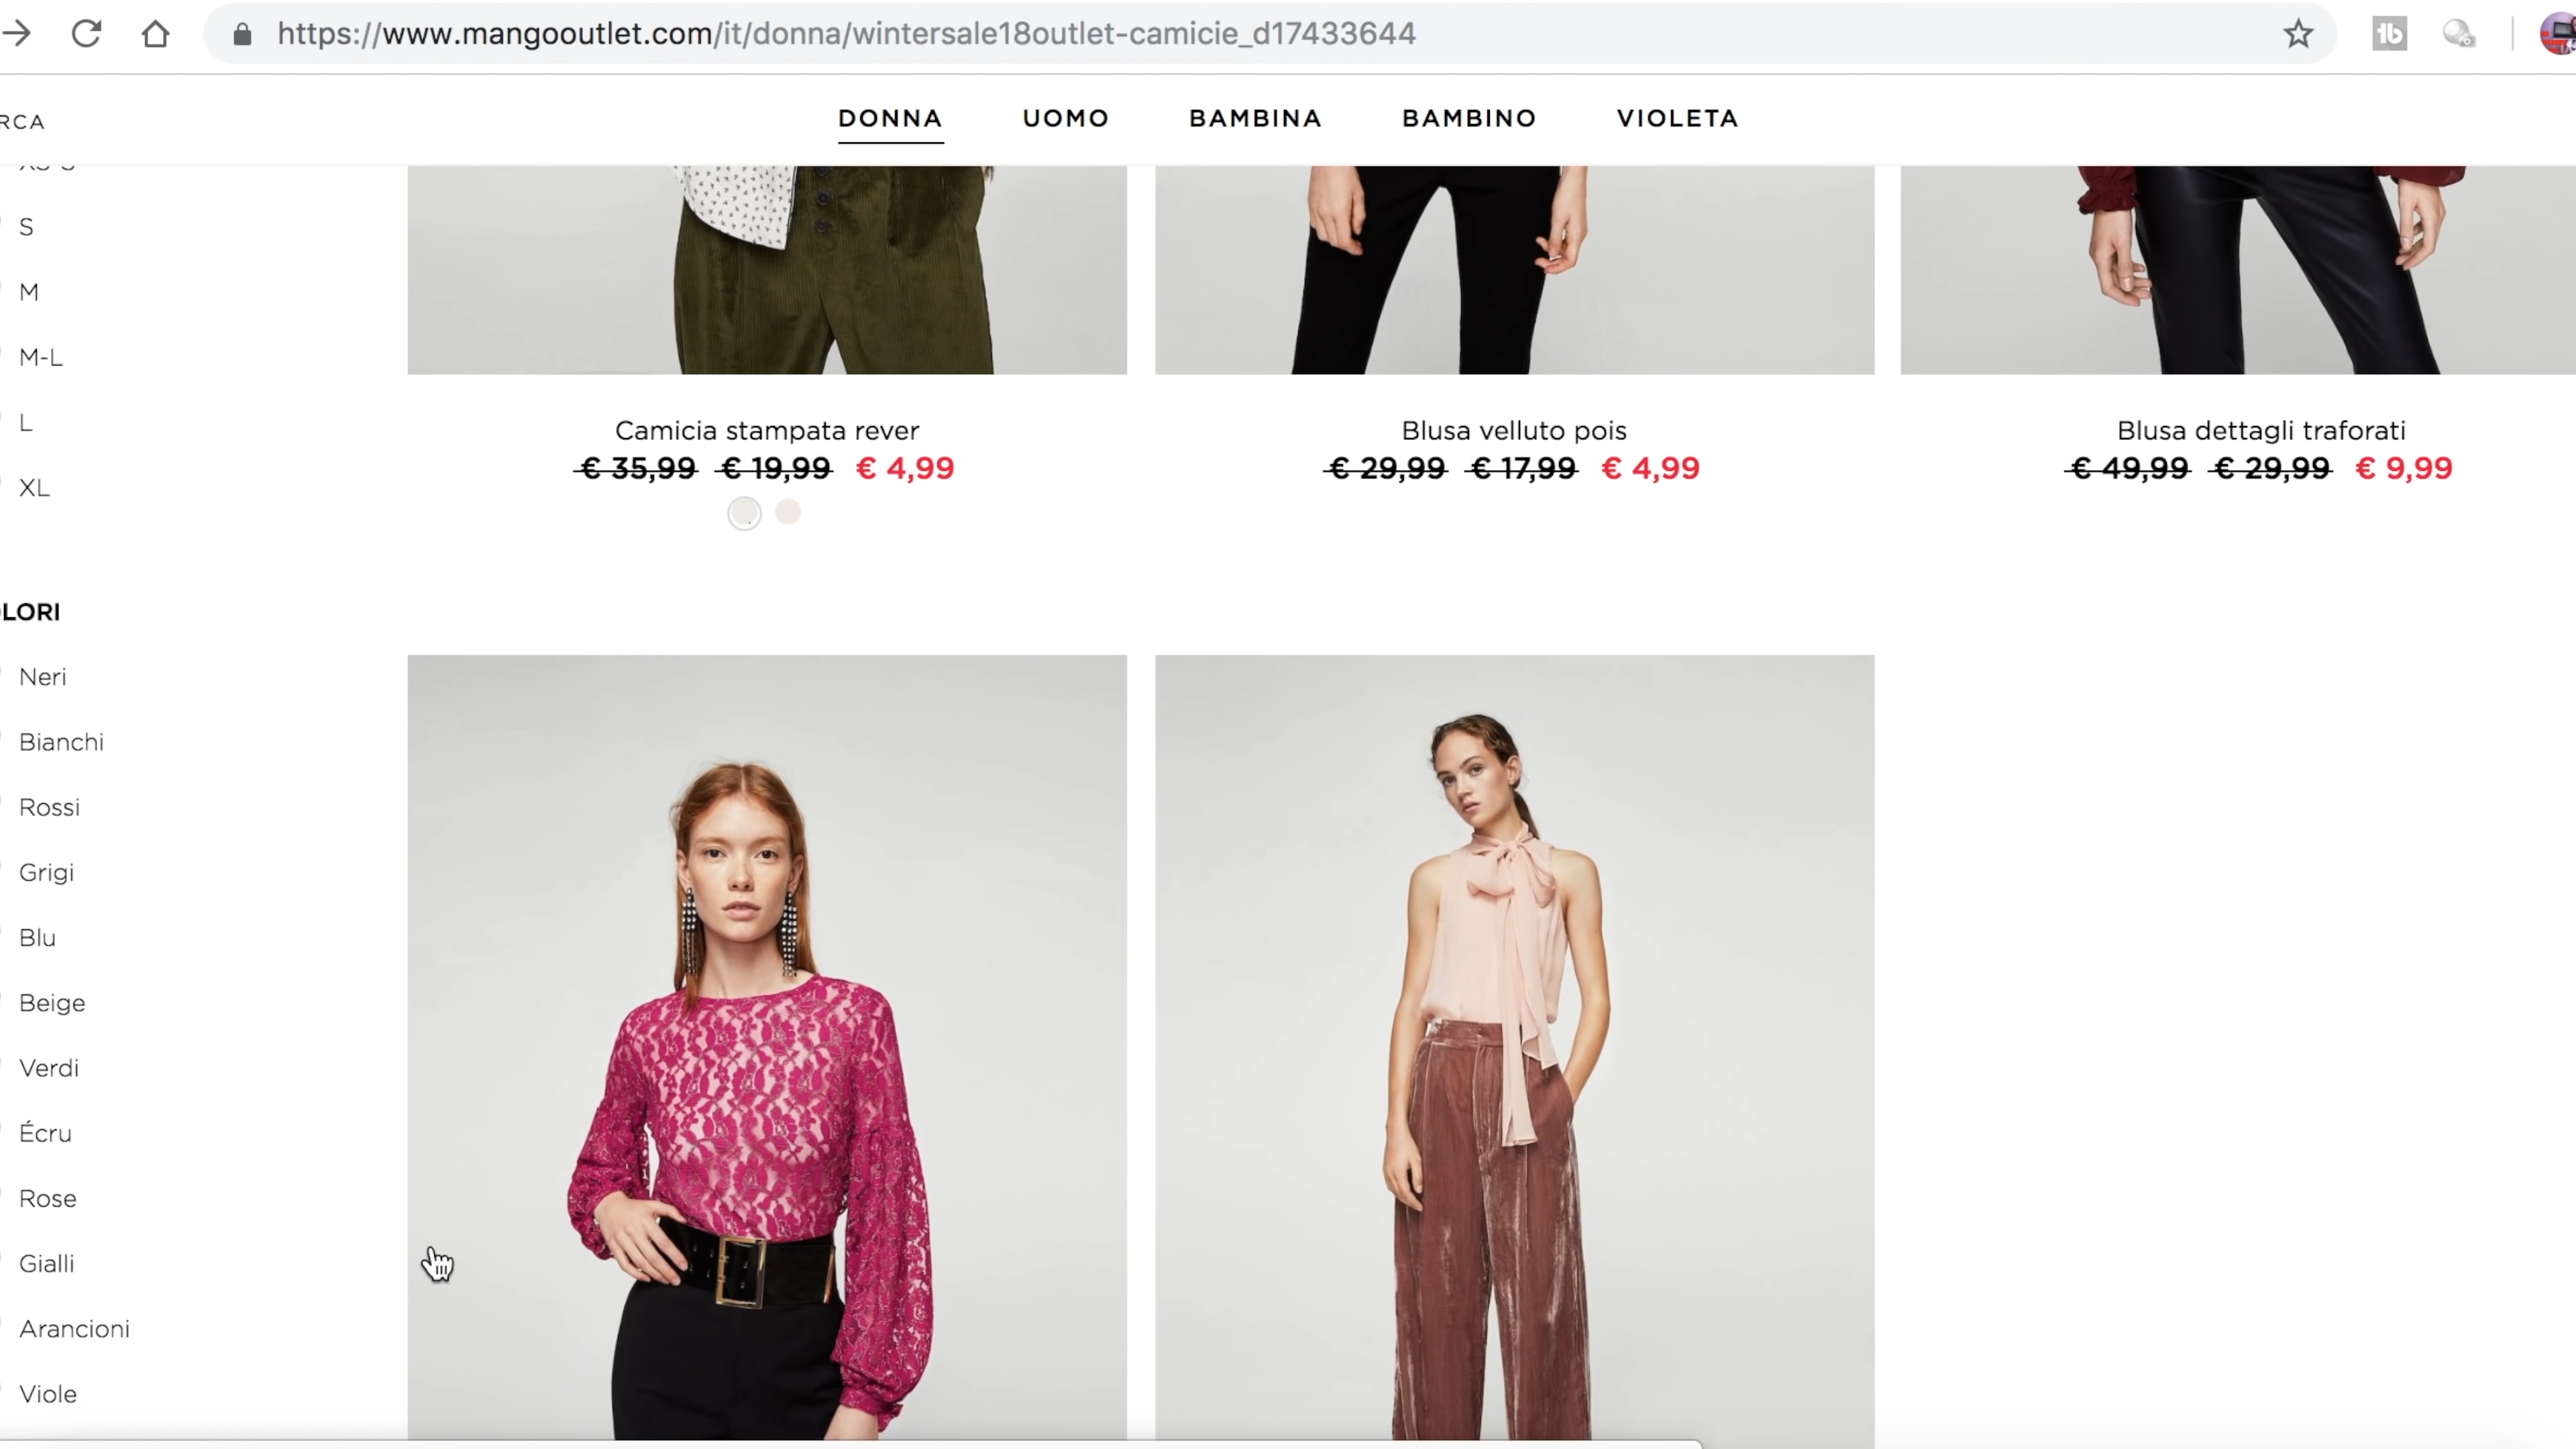 https://www.mangooutlet.com/it/donna/wintersale18outlet-camicie_d17433644
RCA
DONNA
UOMO
BAMBINA
BAMBINO
VIOLETA
S
M
M-L
L
XL
Camicia stampata rever
€ 35,99 € 19,99 € 4,99
Blusa velluto pois
€ 29,99 € 17,99 € 4,99
Blusa dettagli traforati
€ 49,99 € 29,99 € 9,99
LORI
Neri
Bianchi
Rossi
Grigi
Blu
Beige
Verdi
Écru
Rose
Gialli
Arancioni
Viole